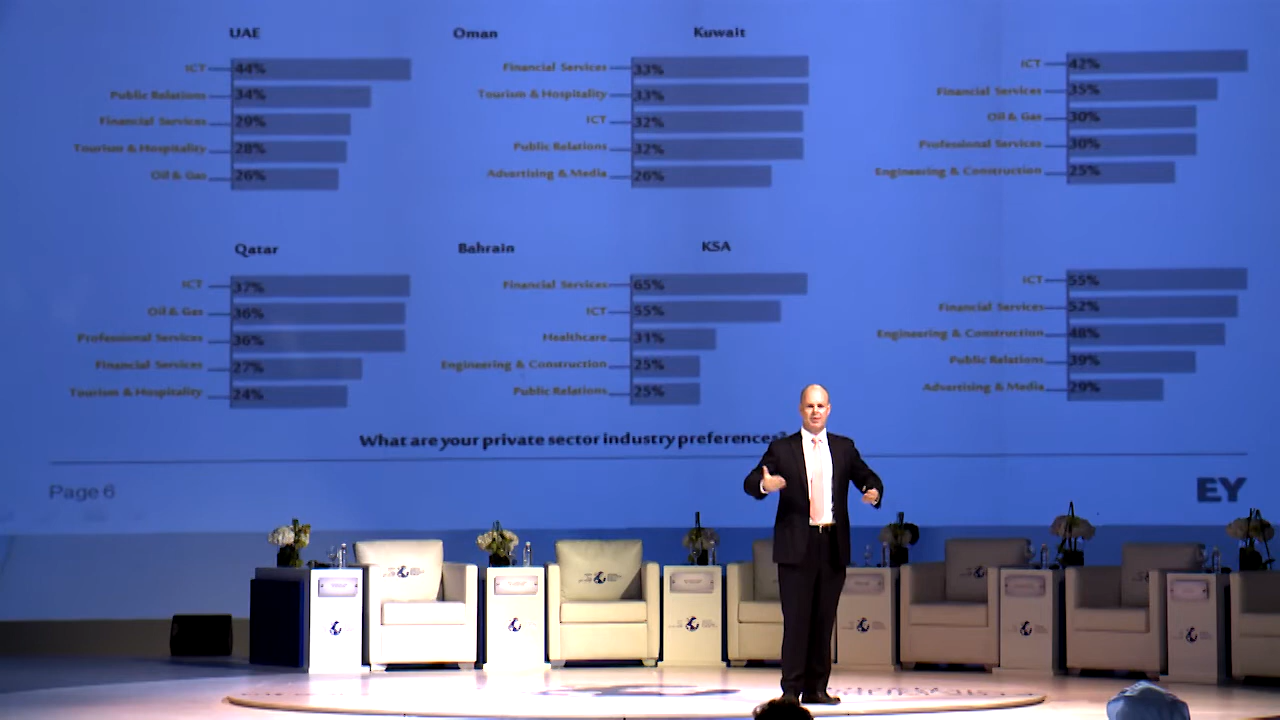 UAE
ICT 44%
Public Relations 34%
Financial Services 29%
Tourism & Hospitality 28%
Oil & Gas 26%
Oman
Financial Services 33%
Tourism & Hospitality 33%
ICT 32%
Public Relations 32%
Advertising & Media 26%
Kuwait
ICT 42%
Financial Services 35%
Oil & Gas 30%
Professional Services 30%
Engineering & Construction 25%
Qatar
ICT 37%
Oil & Gas 36%
Professional Services 36%
Financial Services 27%
Tourism & Hospitality 24%
Bahrain
Financial Services 65%
ICT 55%
Healthcare 31%
Engineering & Construction 25%
Public Relations 25%
KSA
ICT 55%
Financial Services 52%
Engineering & Construction 48%
Public Relations 39%
Advertising & Media 29%
What are your private sector industry preferences?
Page 6
EY